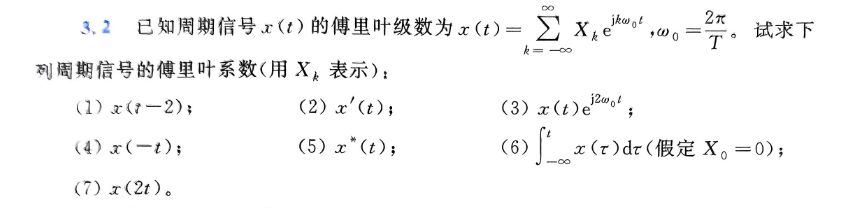 3.2 已知周期信号 x(t) 的傅里叶级数为 x(t) = ∑_{k=-∞}^{∞} X_k e^{jkω_0 t}, ω_0 = 2π/T。试求下
列周期信号的傅里叶系数(用 X_k 表示):
(1) x(t-2); (2) x'(t); (3) x(t)e^{j2ω_0 t};
(4) x(-t); (5) x*(t); (6) ∫_{-∞}^{t} x(τ)dτ(假定 X_0 = 0);
(7) x(2t)。